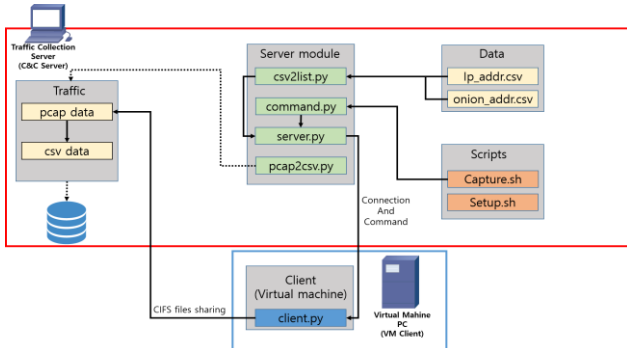 Traffic Collection
Server
(C&C Server)
Traffic
pcap data
csv data
Server module
csv2list.py
command.py
server.py
pcap2csv.py
Data
Ip_addr.csv
onion_addr.csv
Scripts
Capture.sh
Setup.sh
Connection
And
Command
CIFS files sharing
Client
(Virtual machine)
client.py
Virtual Mahine
PC
(VM Client)